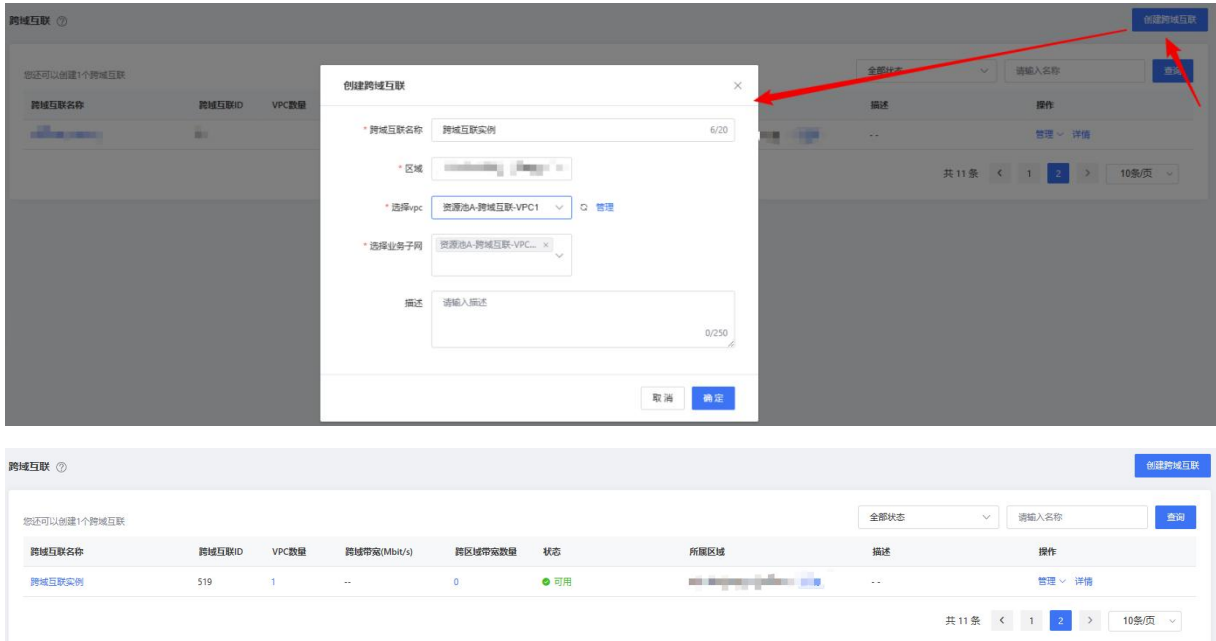 跨域互联
创建跨域互联
您还可以创建1个跨域互联
全部状态 请输入名称 查询
跨域互联名称 跨域互联ID VPC数量 描述 操作
-- 管理 详情
共 11 条 1 2 10条/页
创建跨域互联
* 跨域互联名称 跨域互联实例 6/20
* 区域
* 选择vpc 资源池A-跨域互联-VPC1 管理
* 选择业务子网 资源池A-跨域互联-VPC...
描述 请输入描述
0/250
取消 确定
跨域互联
创建跨域互联
您还可以创建1个跨域互联
全部状态 请输入名称 查询
跨域互联名称 跨域互联ID VPC数量 跨域带宽(Mbit/s) 跨区域带宽数量 状态 所属区域 描述 操作
跨域互联实例 519 1 -- 0 可用 -- 管理 详情
共 11 条 1 2 10条/页